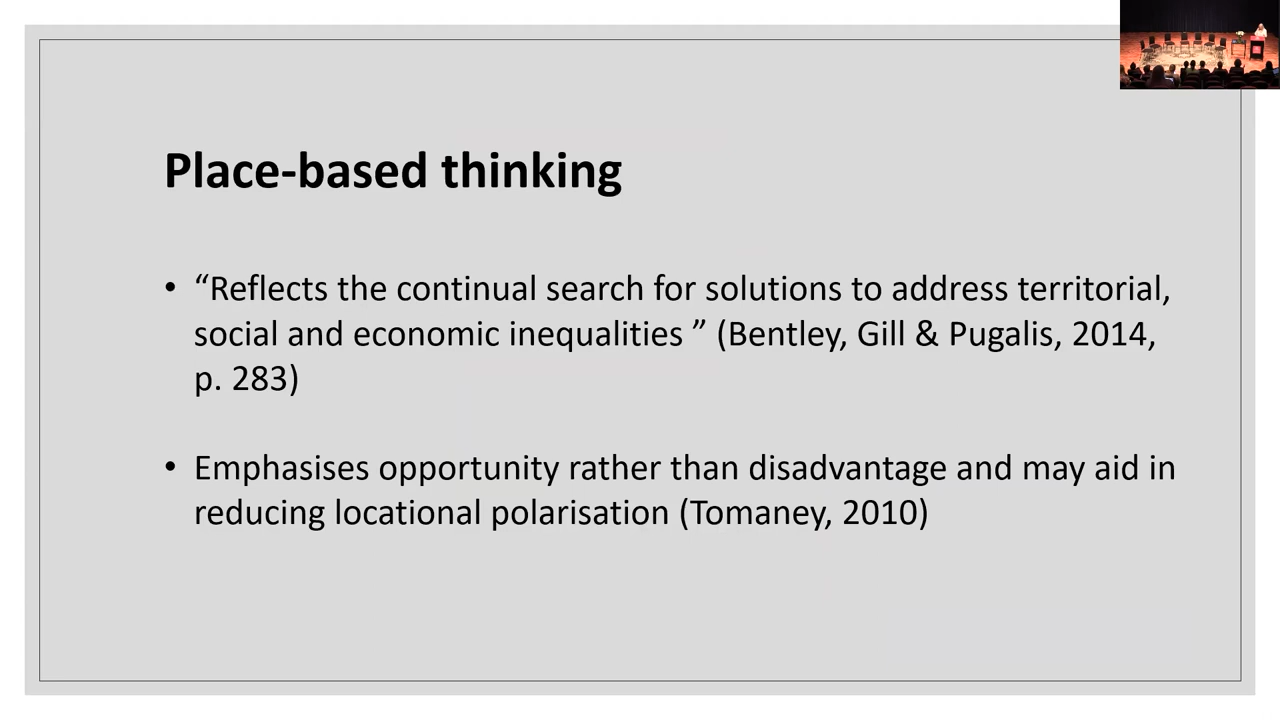 Place-based thinking
• “Reflects the continual search for solutions to address territorial,
social and economic inequalities ” (Bentley, Gill & Pugalis, 2014,
p. 283)
• Emphasises opportunity rather than disadvantage and may aid in
reducing locational polarisation (Tomaney, 2010)